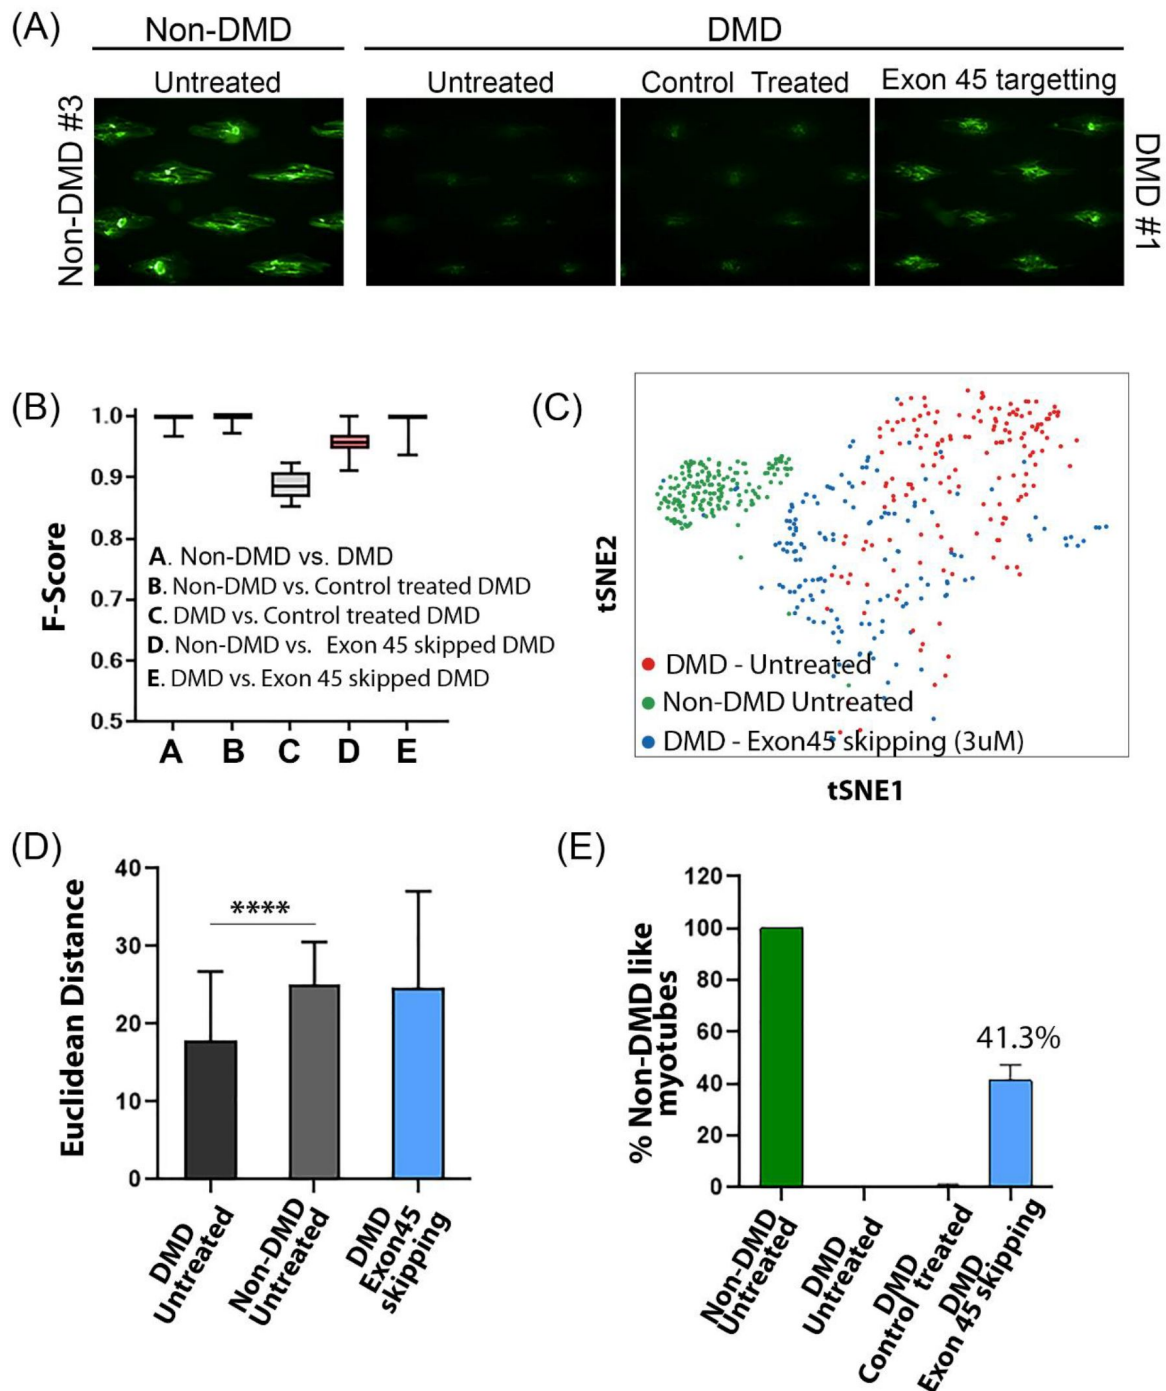 (A)
Non-DMD
DMD
Untreated
Untreated
Control Treated
Exon 45 targetting
Non-DMD #3
DMD #1
(B)
F-Score
1.0
0.9
0.8
0.7
0.6
0.5
A. Non-DMD vs. DMD
B. Non-DMD vs. Control treated DMD
C. DMD vs. Control treated DMD
D. Non-DMD vs. Exon 45 skipped DMD
E. DMD vs. Exon 45 skipped DMD
A B C D E
(C)
tSNE2
DMD - Untreated
Non-DMD Untreated
DMD - Exon45 skipping (3uM)
tSNE1
(D)
Euclidean Distance
40
30
20
10
0
****
DMD
Untreated
Non-DMD
Untreated
DMD
Exon45
skipping
(E)
% Non-DMD like
myotubes
120
100
80
60
40
20
0
41.3%
Non-DMD
Untreated
DMD
Untreated
DMD
Control treated
DMD
Exon 45 skipping